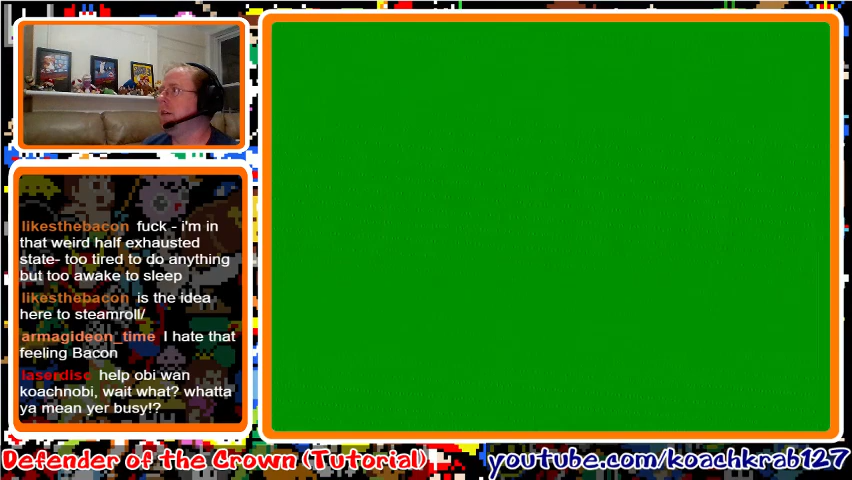 likesthebacon fuck - i'm in
that weird half exhausted
state- too tired to do anything
but too awake to sleep
likesthebacon is the idea
here to steamroll/
armagideon_time I hate that
feeling Bacon
laserdisc help obi wan
koachnobi, wait what? whatta
ya mean yer busy!?
Defender of the Crown (Tutorial)
youtube.com/koachkrab127